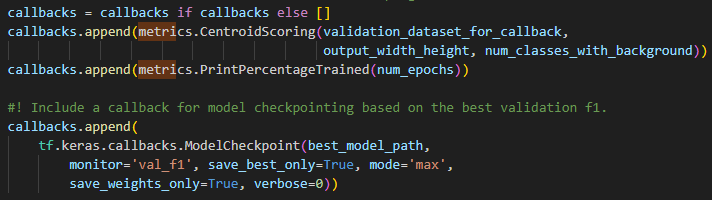 callbacks = callbacks if callbacks else []
callbacks.append(metrics.CentroidScoring(validation_dataset_for_callback,
output_width_height, num_classes_with_background))
callbacks.append(metrics.PrintPercentageTrained(num_epochs))
#! Include a callback for model checkpointing based on the best validation f1.
callbacks.append(
tf.keras.callbacks.ModelCheckpoint(best_model_path,
monitor='val_f1', save_best_only=True, mode='max',
save_weights_only=True, verbose=0))